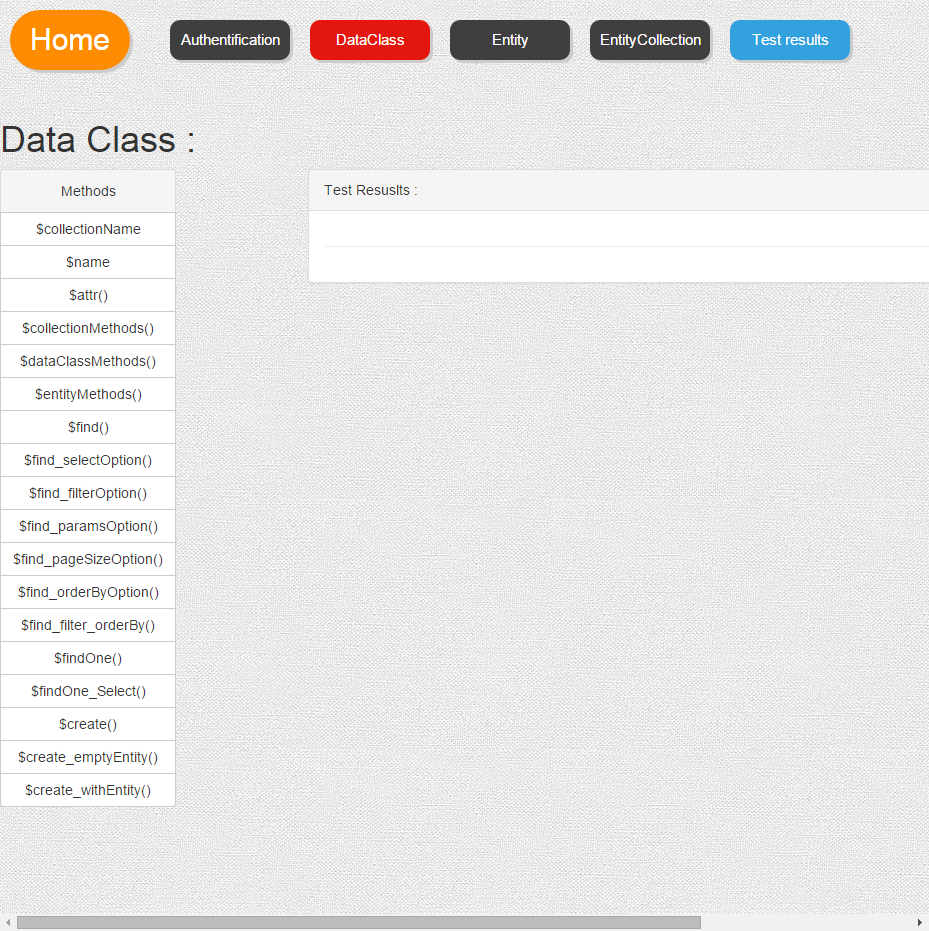 Home
Authentification
DataClass
Entity
EntityCollection
Test results
Data Class :
Methods
$collectionName
$name
$attr()
$collectionMethods()
$dataClassMethods()
$entityMethods()
$find()
$find_selectOption()
$find_filterOption()
$find_paramsOption()
$find_pageSizeOption()
$find_orderByOption()
$find_filter_orderBy()
$findOne()
$findOne_Select()
$create()
$create_emptyEntity()
$create_withEntity()
Test Resuslts :